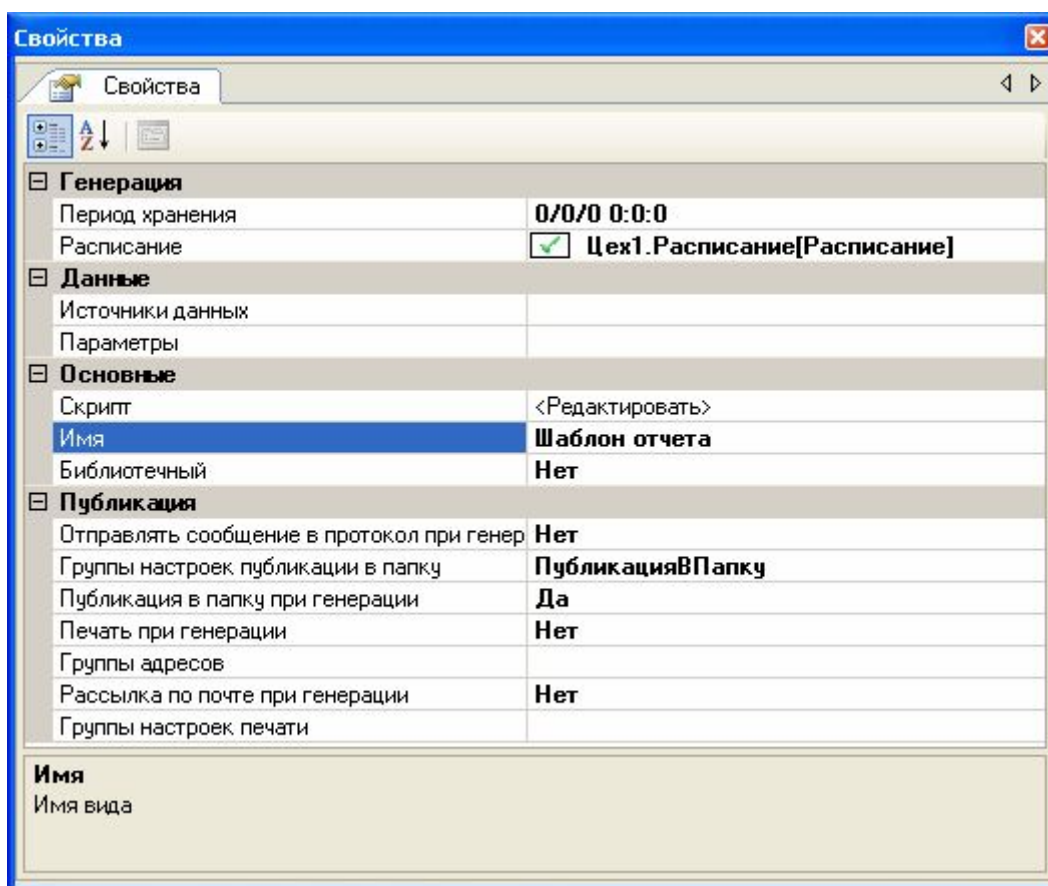 Свойства
Свойства
Генерация
Период хранения 0/0/0 0:0:0
Расписание Цех1.Расписание[Расписание]
Данные
Источники данных
Параметры
Основные
Скрипт <Редактировать>
Имя Шаблон отчета
Библиотечный Нет
Публикация
Отправлять сообщение в протокол при генер Нет
Группы настроек публикации в папку ПубликацияВПапку
Публикация в папку при генерации Да
Печать при генерации Нет
Группы адресов
Рассылка по почте при генерации Нет
Группы настроек печати
Имя
Имя вида